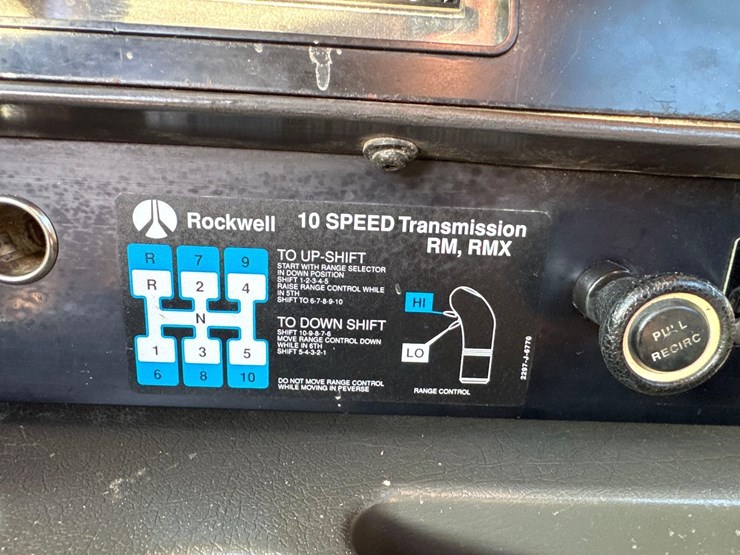 Rockwell 10 SPEED Transmission
RM, RMX
R 7 9
R 2 4
N
1 3 5
6 8 10
TO UP-SHIFT
START WITH RANGE SELECTOR
IN DOWN POSITION
SHIFT 1-2-3-4-5
RAISE RANGE CONTROL WHILE
IN 5TH
SHIFT TO 6-7-8-9-10
TO DOWN SHIFT
SHIFT 10-9-8-7-6
MOVE RANGE CONTROL DOWN
WHILE IN 6TH
SHIFT 5-4-3-2-1
DO NOT MOVE RANGE CONTROL
WHILE MOVING IN PEVERSE
HI
LO
RANGE CONTROL
2297-J-6770
PULL
RECIRC